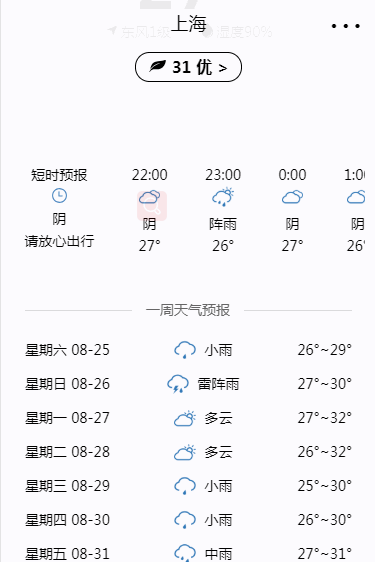 上海
东风1级 湿度90%
31 优 >
短时预报 22:00 23:00 0:00 1:00
阴 阴 阵雨 阴 阴
请放心出行 27° 26° 27° 26°
一周天气预报
星期六 08-25 小雨 26°~29°
星期日 08-26 雷阵雨 27°~30°
星期一 08-27 多云 27°~32°
星期二 08-28 多云 26°~32°
星期三 08-29 小雨 25°~30°
星期四 08-30 小雨 26°~30°
星期五 08-31 中雨 27°~31°